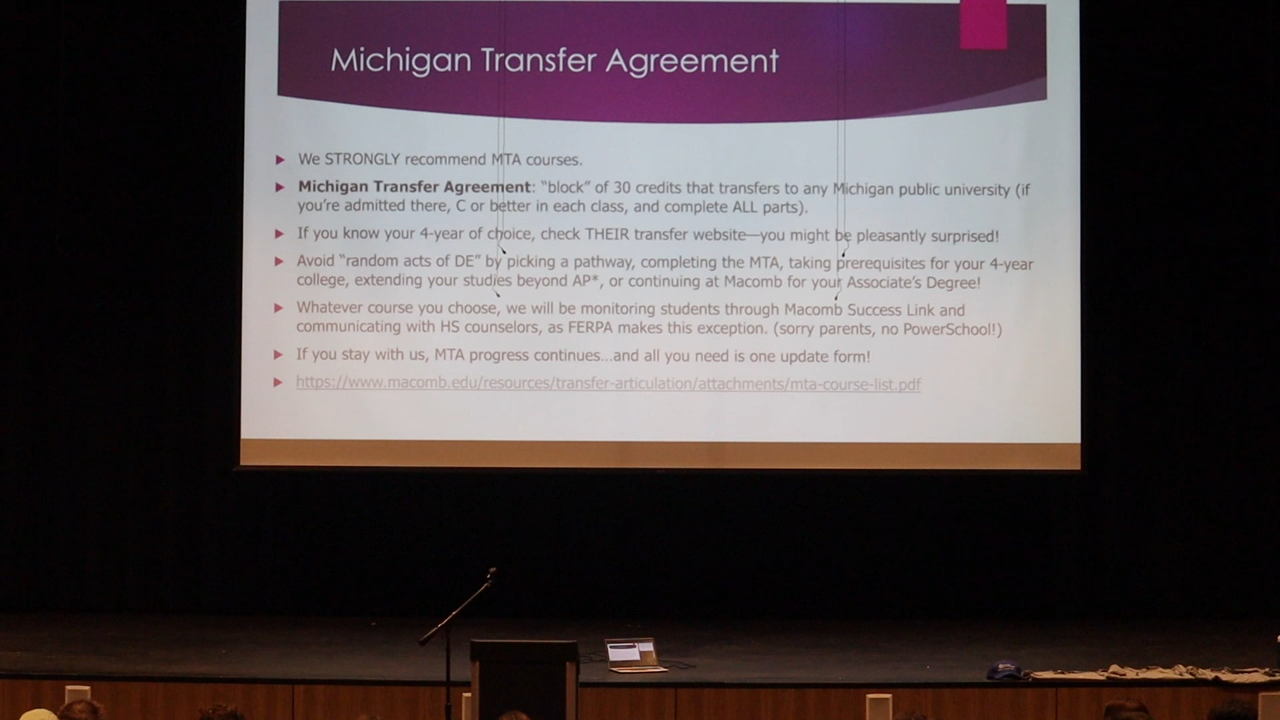 Michigan Transfer Agreement
We STRONGLY recommend MTA courses.
Michigan Transfer Agreement: “block” of 30 credits that transfers to any Michigan public university (if
you’re admitted there, C or better in each class, and complete ALL parts).
If you know your 4-year of choice, check THEIR transfer website—you might be pleasantly surprised!
Avoid “random acts of DE” by picking a pathway, completing the MTA, taking prerequisites for your 4-year
college, extending your studies beyond AP*, or continuing at Macomb for your Associate’s Degree!
Whatever course you choose, we will be monitoring students through Macomb Success Link and
communicating with HS counselors, as FERPA makes this exception. (sorry parents, no PowerSchool!)
If you stay with us, MTA progress continues…and all you need is one update form!
https://www.macomb.edu/resources/transfer-articulation/attachments/mta-course-list.pdf